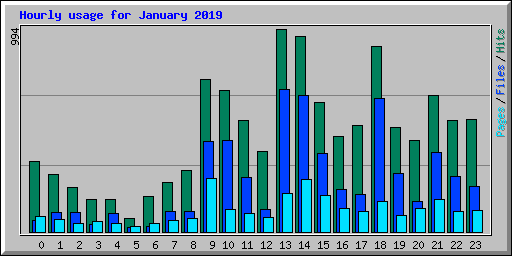 Hourly usage for January 2019
994
Pages/Files/Hits
0 1 2 3 4 5 6 7 8 9 10 11 12 13 14 15 16 17 18 19 20 21 22 23